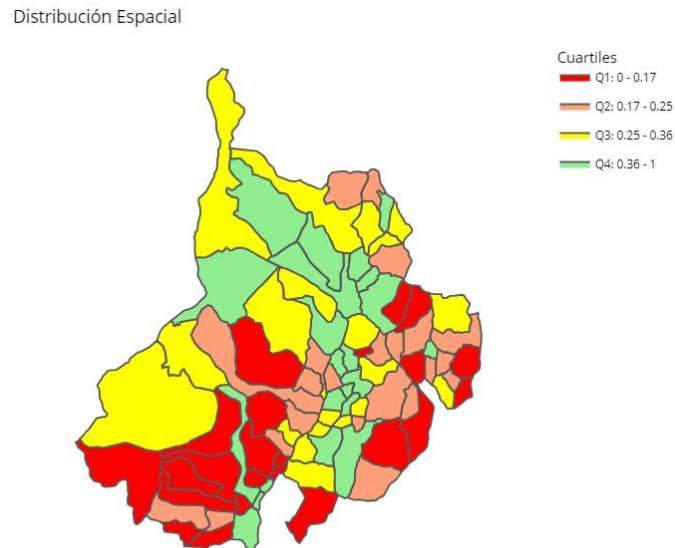 Distribución Espacial
Cuartiles
Q1: 0 - 0.17
Q2: 0.17 - 0.25
Q3: 0.25 - 0.36
Q4: 0.36 - 1